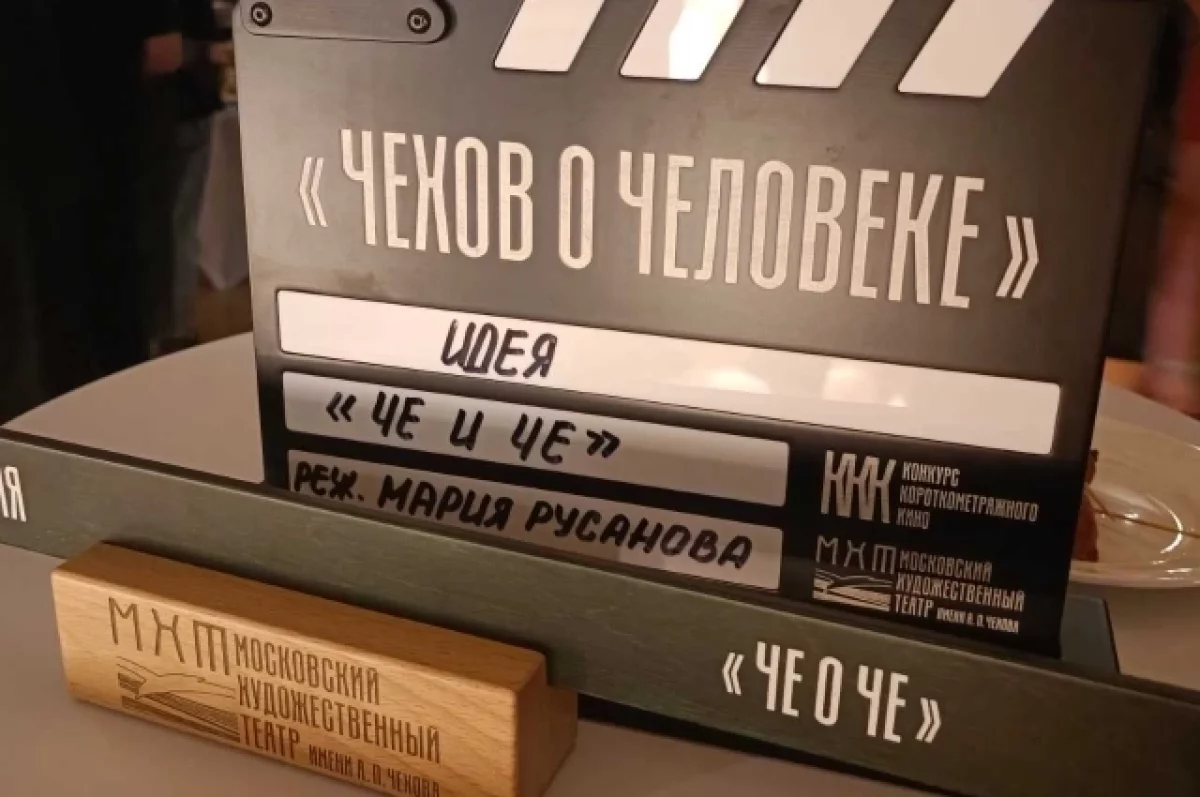 «ЧЕХОВ О ЧЕЛОВЕКЕ»
ИДЕЯ
«ЧЕ И ЧЕ»
РЕЖ. МАРИЯ РУСАНОВА
ККК КОНКУРС
КОРОТКОМЕТРАЖНОГО
КИНО
МХТ МОСКОВСКИЙ
ХУДОЖЕСТВЕННЫЙ
ТЕАТР ИМЕНИ А. П. ЧЕХОВА
«ЧЕ О ЧЕ»
МХТ МОСКОВСКИЙ
ХУДОЖЕСТВЕННЫЙ
ТЕАТР ИМЕНИ А. П. ЧЕХОВА